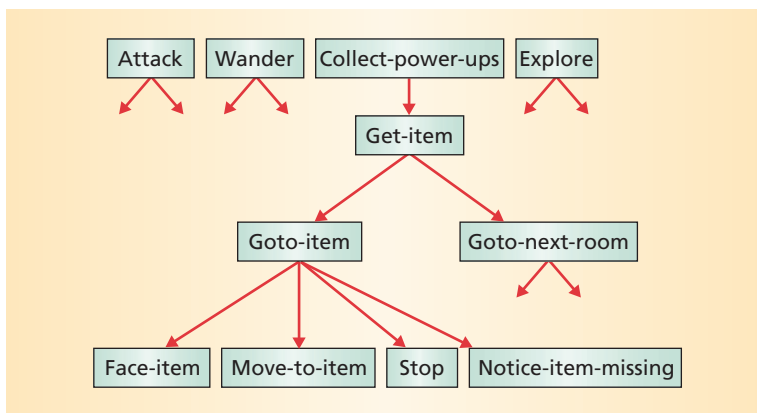 Attack
Wander
Collect-power-ups
Explore
Get-item
Goto-item
Goto-next-room
Face-item
Move-to-item
Stop
Notice-item-missing